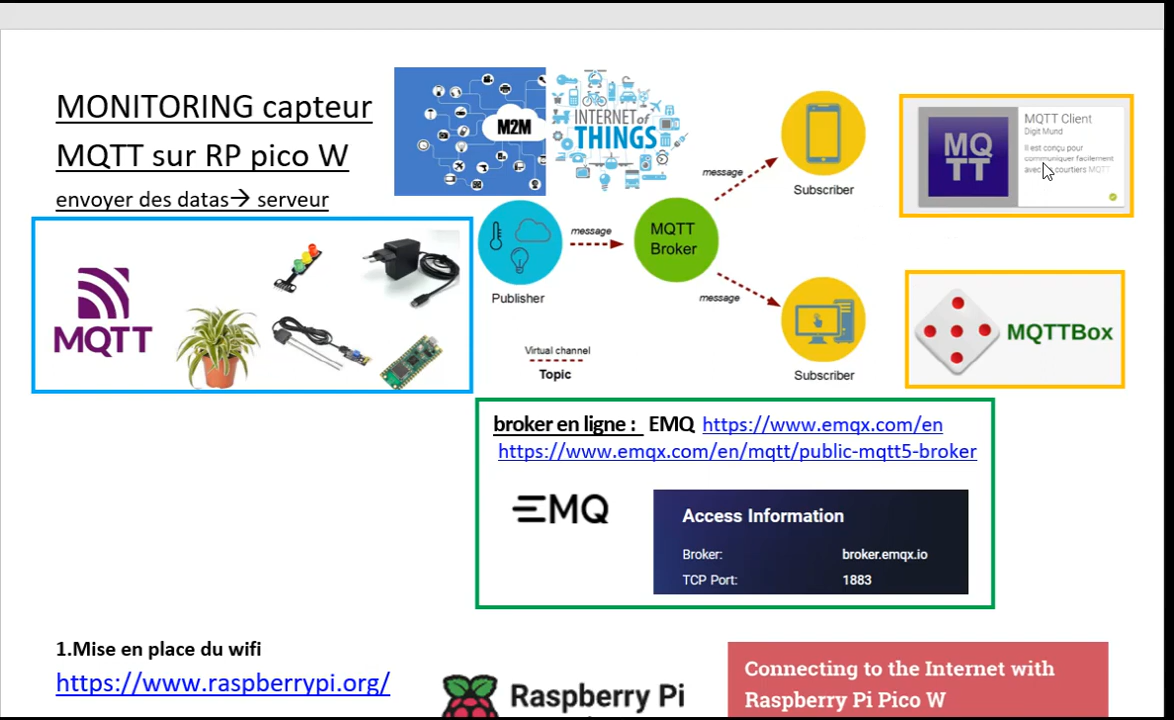 MONITORING capteur
MQTT sur RP pico W
envoyer des datas→ serveur
M2M
INTERNET of
THINGS
message
Subscriber
MQ
TT
MQTT Client
Digit Mund
Il est conçu pour
communiquer facilement
avec les courtiers MQTT
MQTT
message
Publisher
MQTT
Broker
message
Subscriber
Virtual channel
Topic
MQTTBox
broker en ligne : EMQ https://www.emqx.com/en
https://www.emqx.com/en/mqtt/public-mqtt5-broker
EMQ
Access Information
Broker: broker.emqx.io
TCP Port: 1883
1.Mise en place du wifi
https://www.raspberrypi.org/
Raspberry Pi
Connecting to the Internet with
Raspberry Pi Pico W